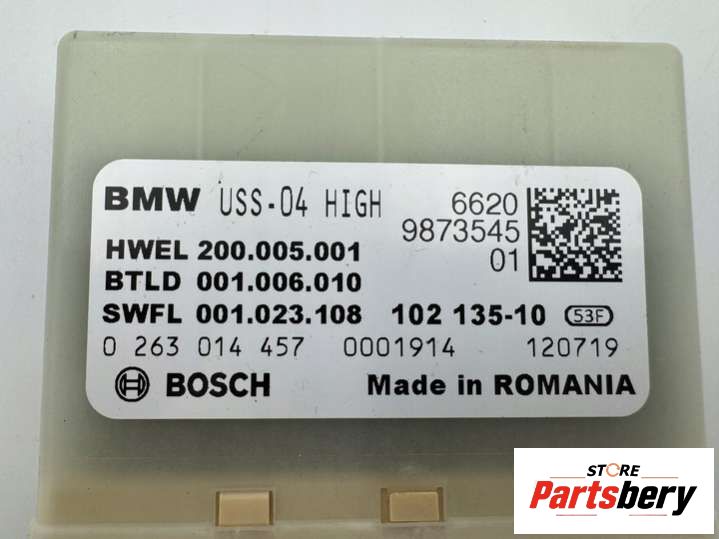 BMW USS-04 HIGH 6620
9873545
HWEL 200.005.001 01
BTLD 001.006.010
SWFL 001.023.108 102 135-10 53F
0 263 014 457 0001914 120719
BOSCH Made in ROMANIA
STORE
Partsbery